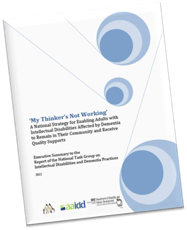 'My Thinker's Not Working'
A National Strategy for Enabling Adults with
Intellectual Disabilities Affected by Dementia
to Remain in Their Community and Receive
Quality Supports
Executive Summary to the
Report of the National Task Group on
Intellectual Disabilities and Dementia Practices
2012
aaidd